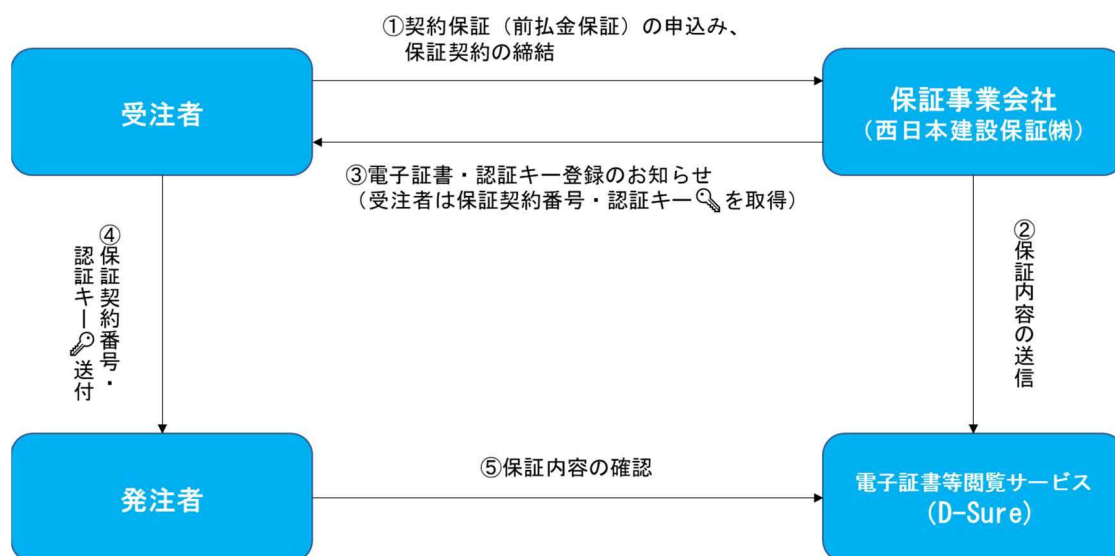 ①契約保証（前払金保証）の申込み、
保証契約の締結
受注者
保証事業会社
（西日本建設保証㈱）
③電子証書・認証キー登録のお知らせ
（受注者は保証契約番号・認証キーを取得）
④保証契約番号・
認証キー送付
②保証内容の送信
発注者
⑤保証内容の確認
電子証書等閲覧サービス
(D-Sure)